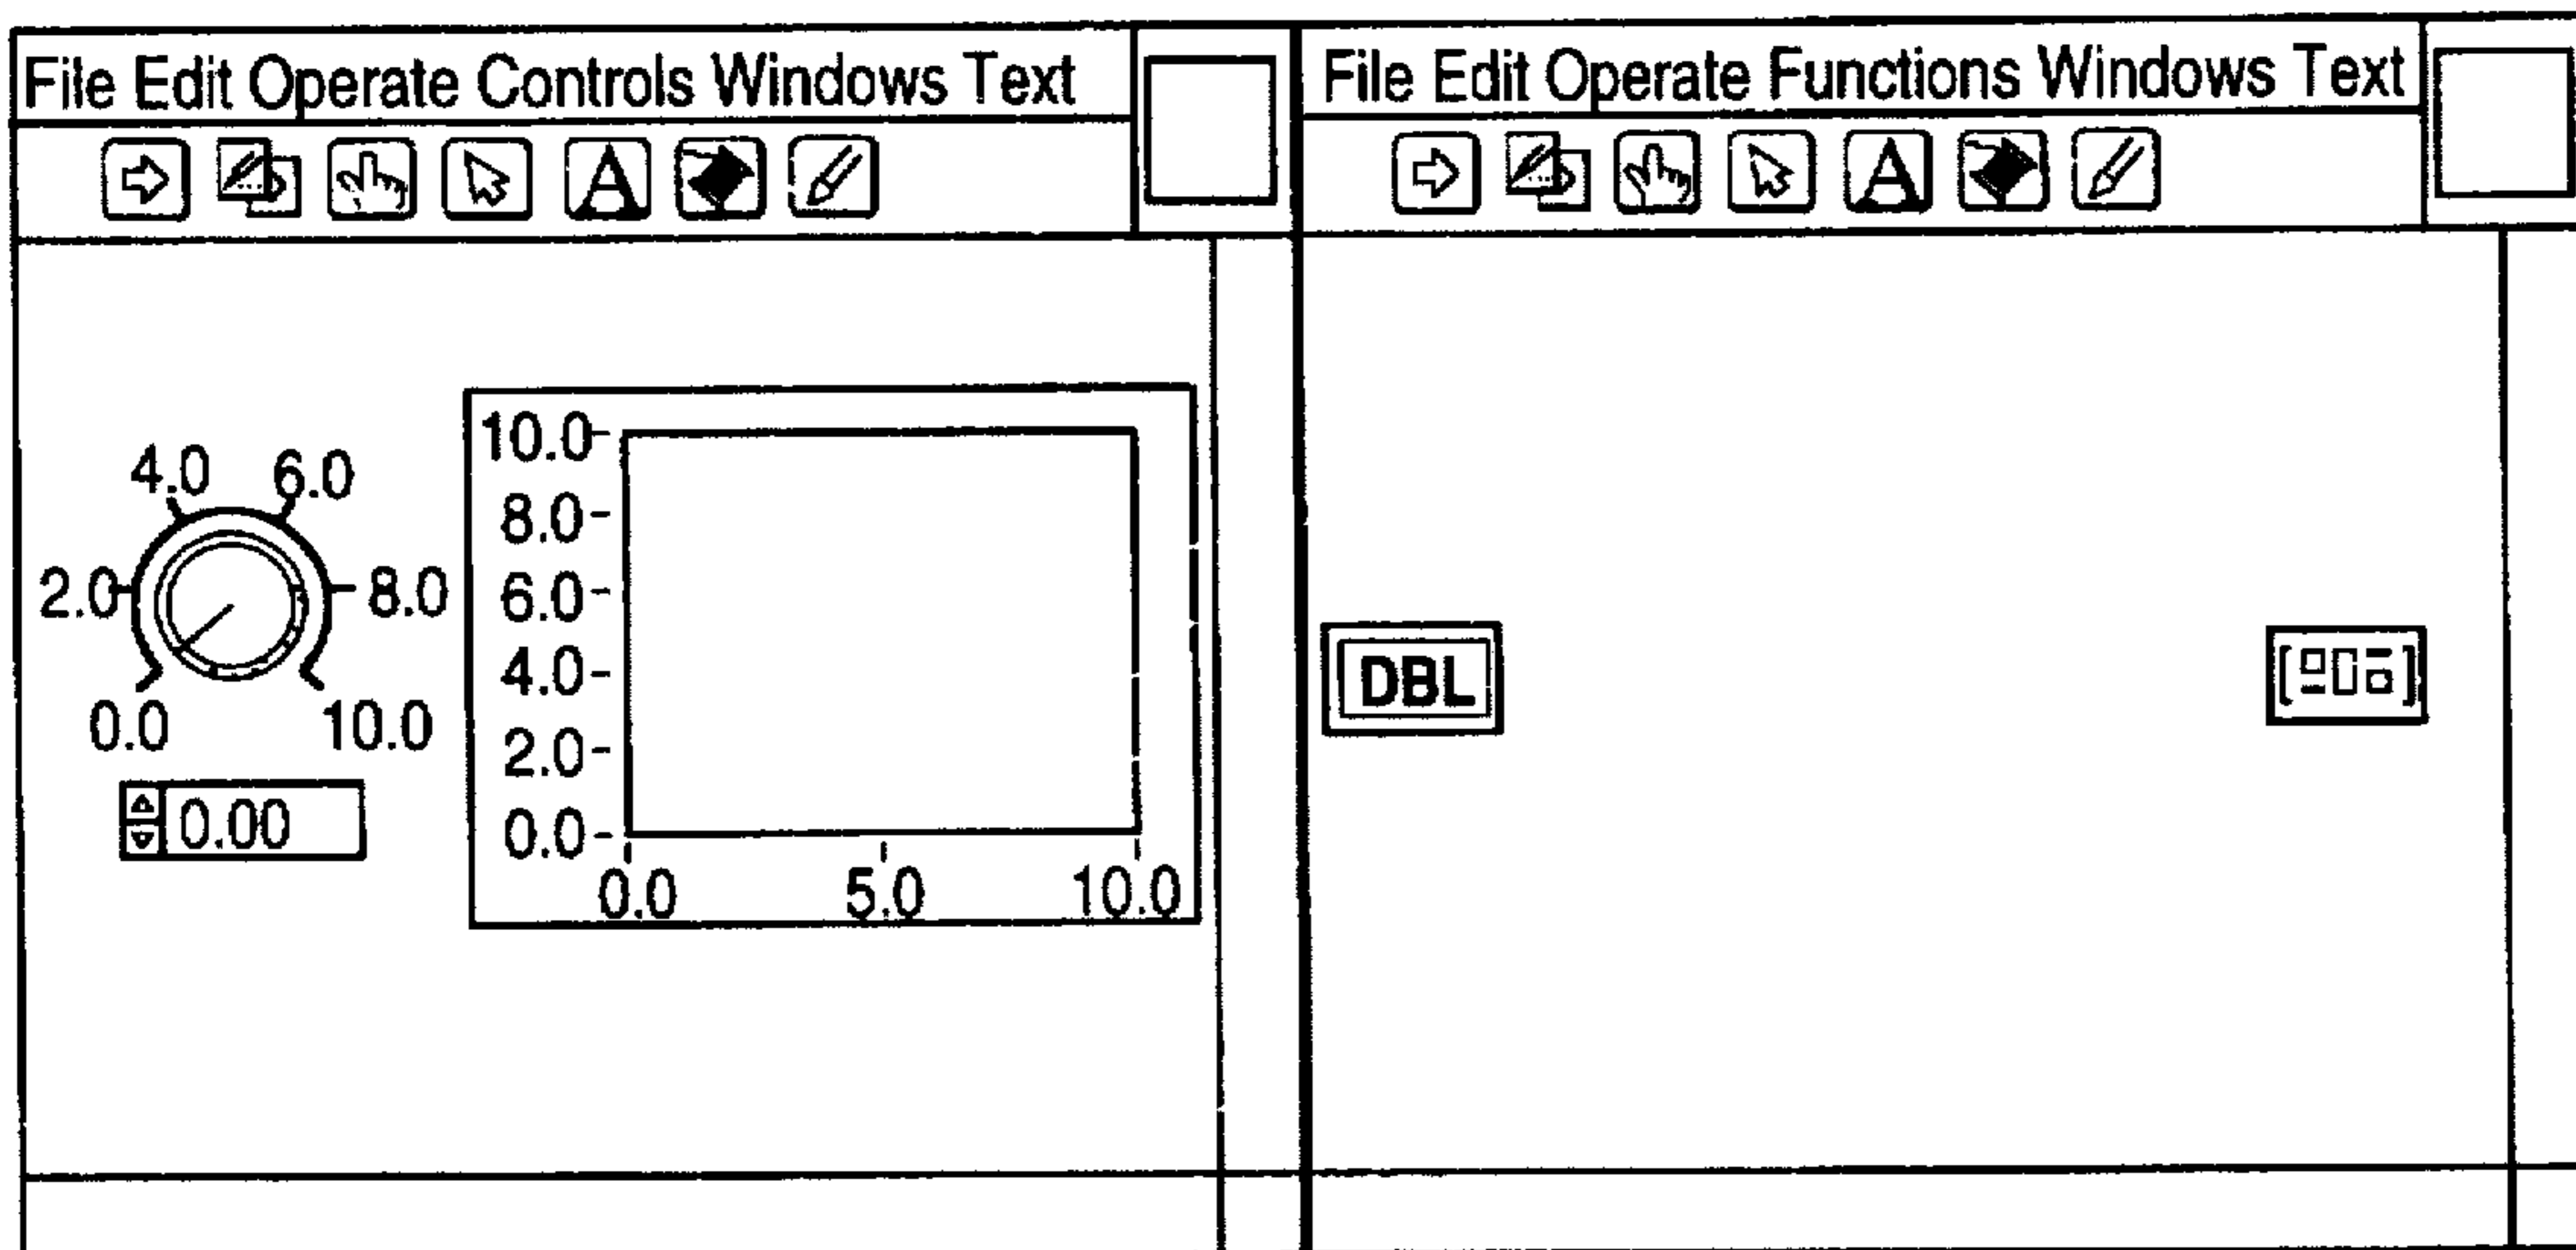 File Edit Operate Controls Windows Text
File Edit Operate Functions Windows Text
A
A
4.0 6.0
2.0 8.0
0.0 10.0
0.00
10.0
8.0
6.0
4.0
2.0
0.0
0.0 5.0 10.0
DBL